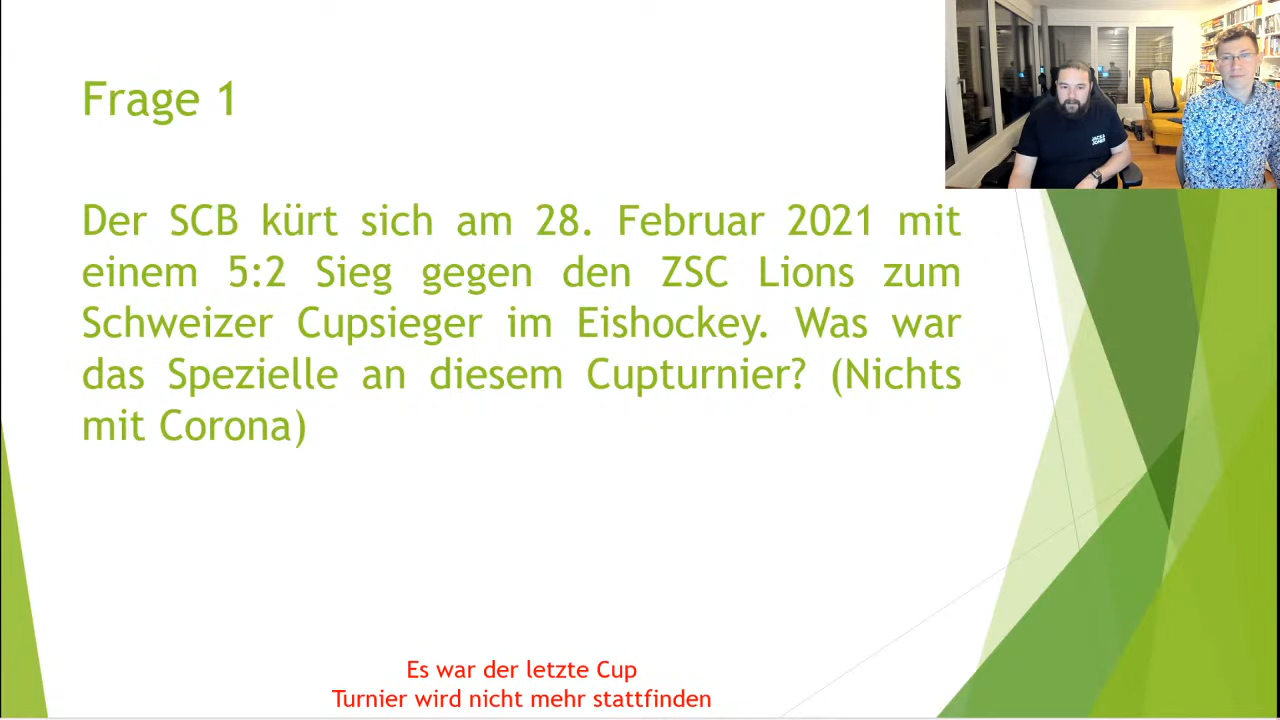 Frage 1
Der SCB kürt sich am 28. Februar 2021 mit
einem 5:2 Sieg gegen den ZSC Lions zum
Schweizer Cupsieger im Eishockey. Was war
das Spezielle an diesem Cupturnier? (Nichts
mit Corona)
Es war der letzte Cup
Turnier wird nicht mehr stattfinden
JACK&
JONES